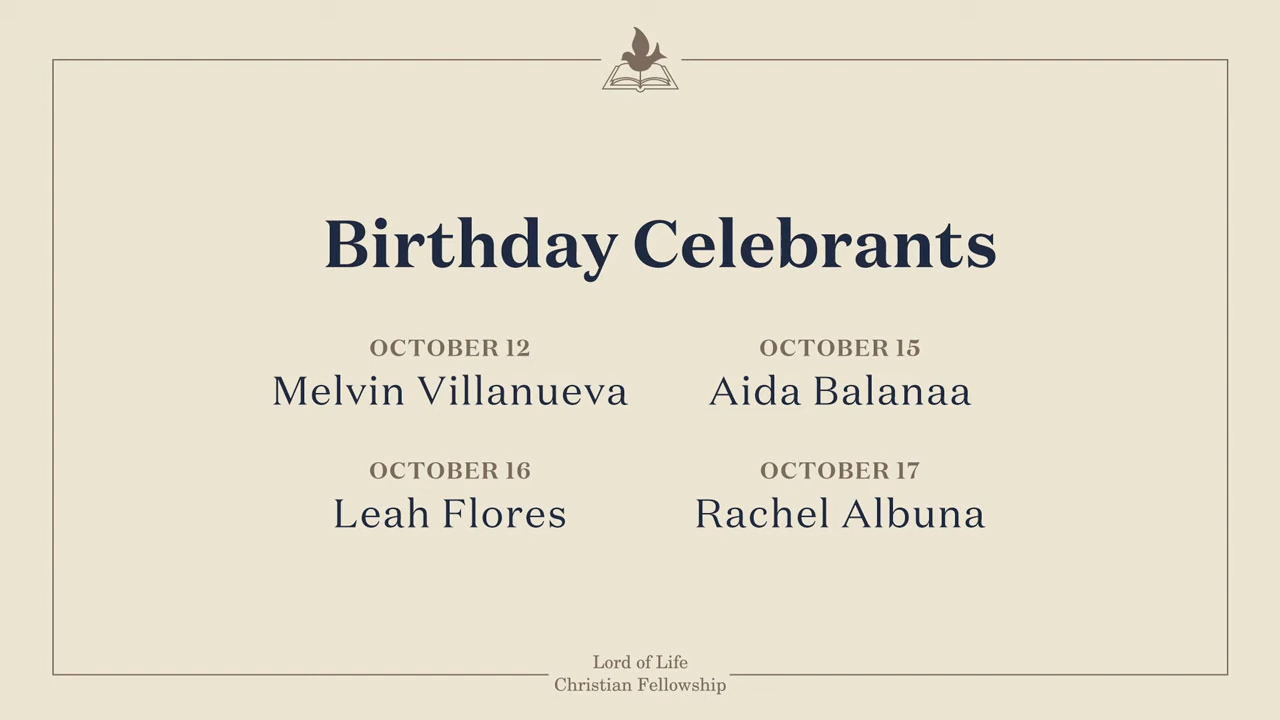 Birthday Celebrants
OCTOBER 12
Melvin Villanueva
OCTOBER 15
Aida Balanaa
OCTOBER 16
Leah Flores
OCTOBER 17
Rachel Albuna
Lord of Life
Christian Fellowship